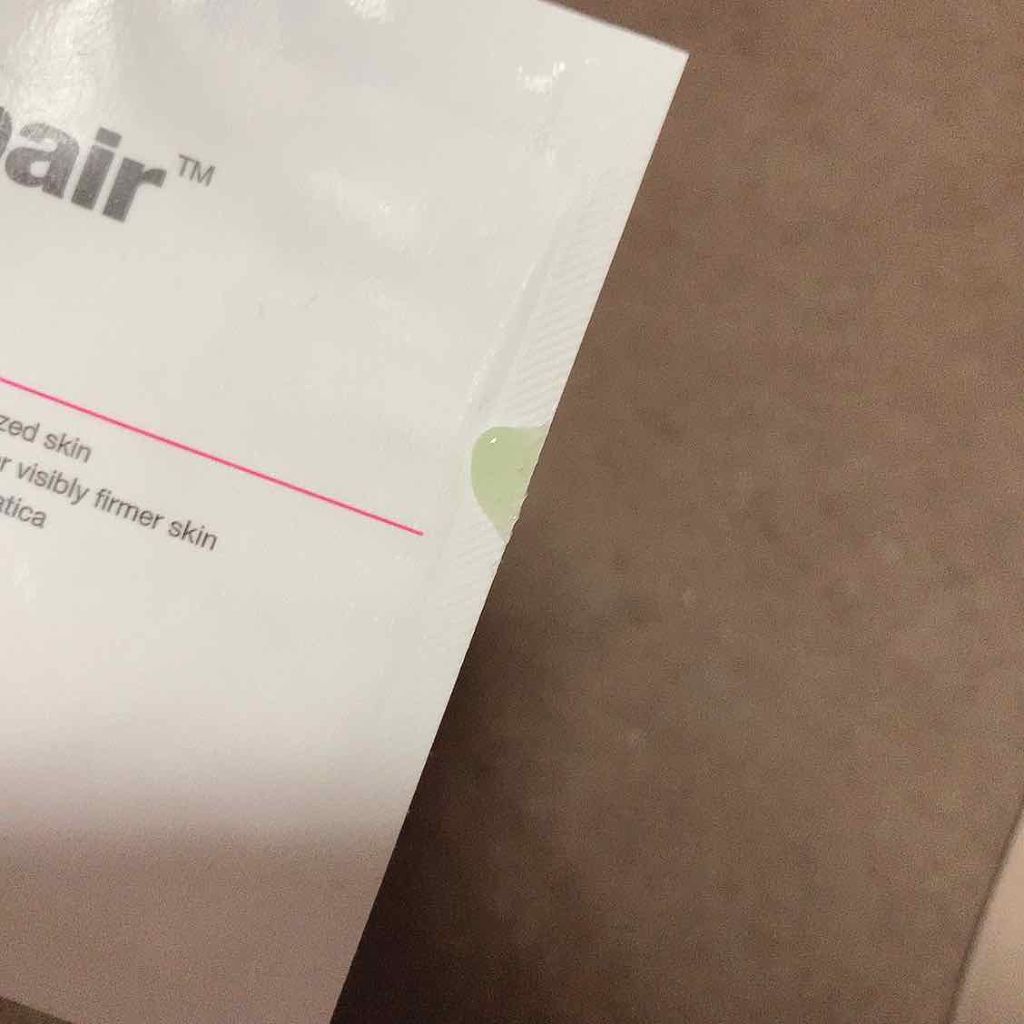 pair™
zed skin
r visibly firmer skin
atica